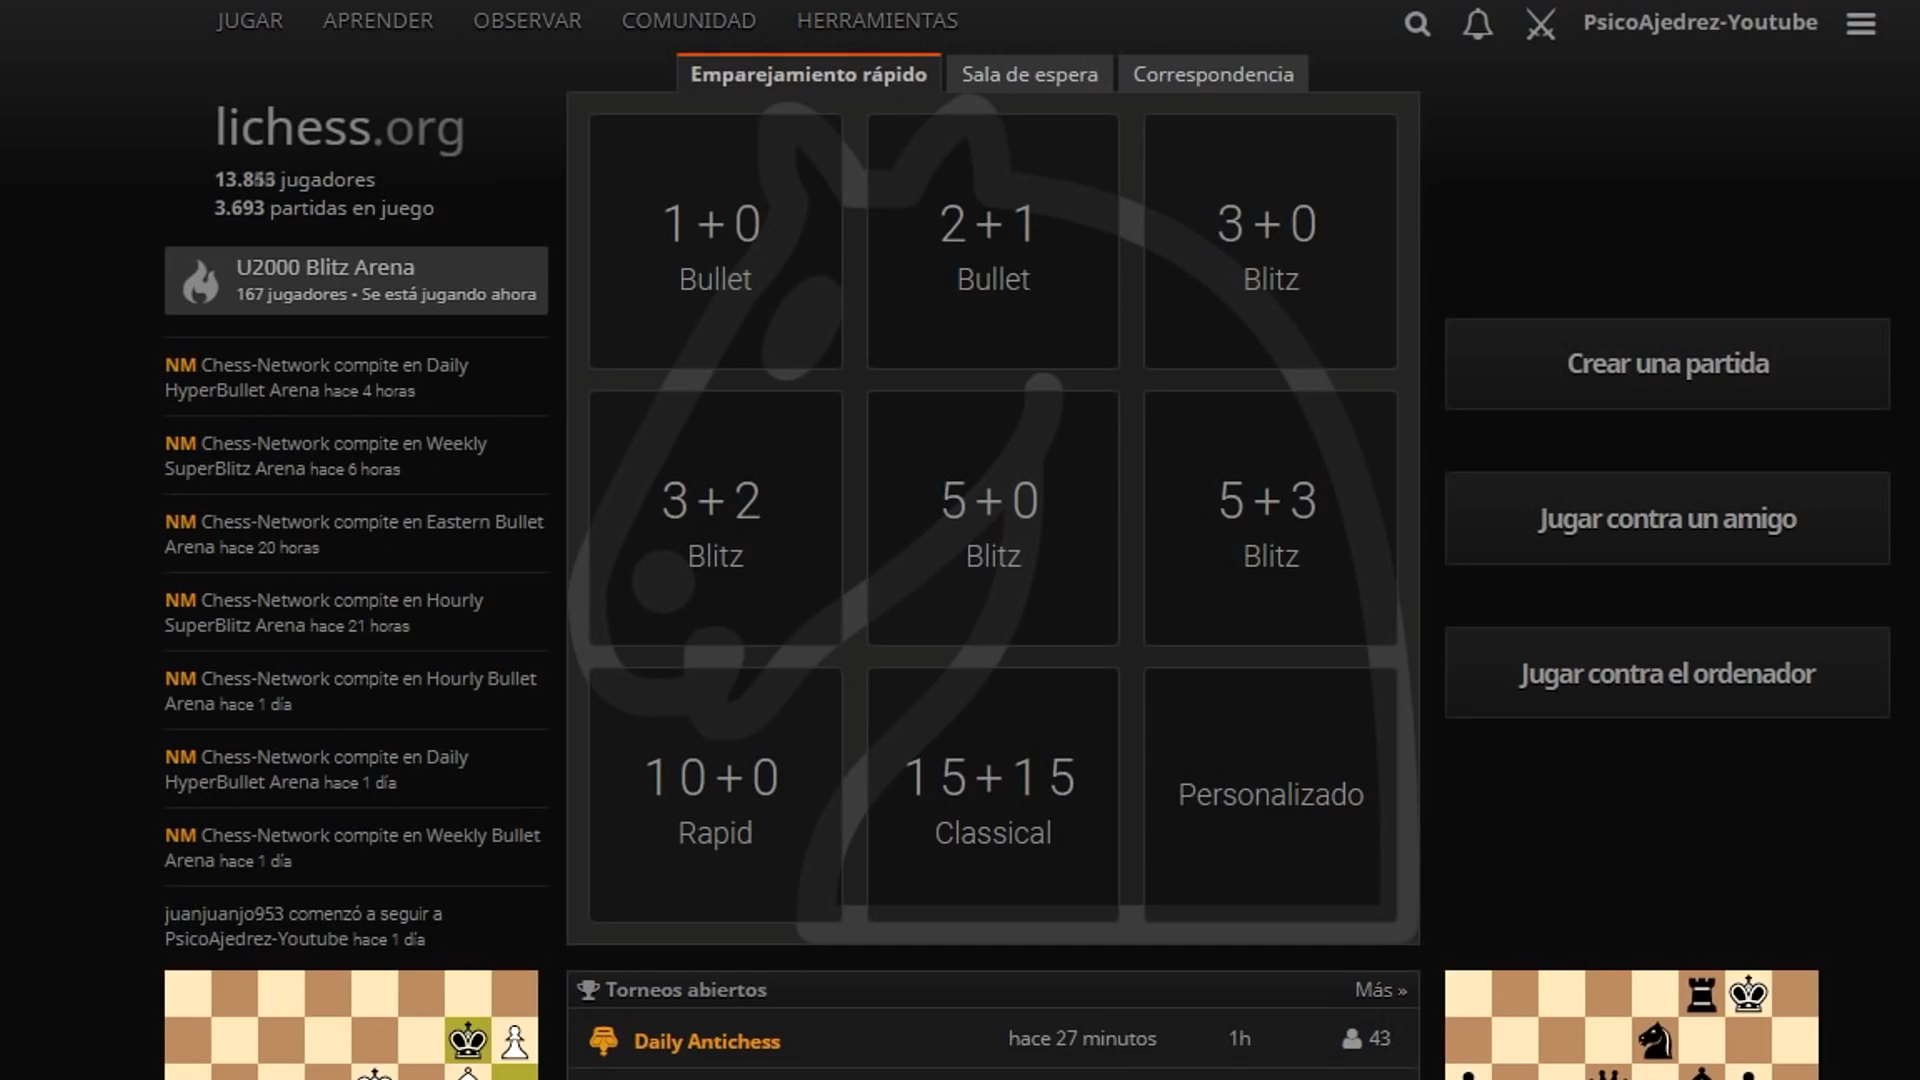 JUGAR APRENDER OBSERVAR COMUNIDAD HERRAMIENTAS
PsicoAjedrez-Youtube
Emparejamiento rápido
Sala de espera
Correspondencia
lichess.org
jugadores
3.693 partidas en juego
U2000 Blitz Arena
167 jugadores • Se está jugando ahora
NM Chess-Network compite en Daily
HyperBullet Arena hace 4 horas
NM Chess-Network compite en Weekly
SuperBlitz Arena hace 6 horas
NM Chess-Network compite en Eastern Bullet
Arena hace 20 horas
NM Chess-Network compite en Hourly
SuperBlitz Arena hace 21 horas
NM Chess-Network compite en Hourly Bullet
Arena hace 1 día
NM Chess-Network compite en Daily
HyperBullet Arena hace 1 día
NM Chess-Network compite en Weekly Bullet
Arena hace 1 día
juanjuanjo953 comenzó a seguir a
PsicoAjedrez-Youtube hace 1 día
1+0
Bullet
2+1
Bullet
3+0
Blitz
3+2
Blitz
5+0
Blitz
5+3
Blitz
10+0
Rapid
15+15
Classical
Personalizado
Crear una partida
Jugar contra un amigo
Jugar contra el ordenador
Torneos abiertos
Más »
Daily Antichess
hace 27 minutos
1h
43